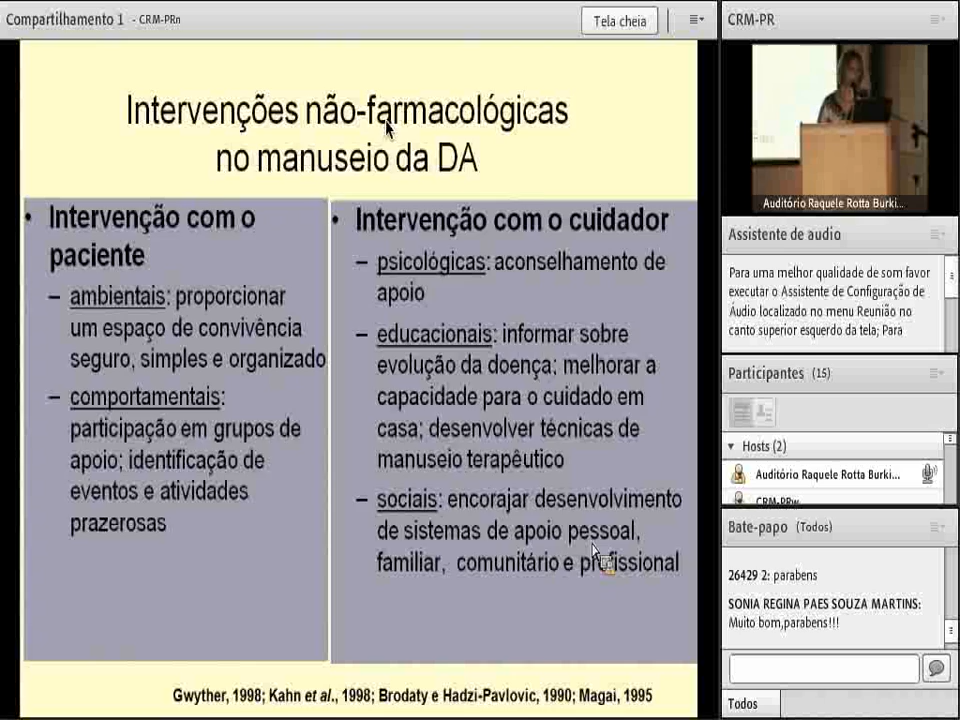 Compartilhamento 1 - CRM-PRn
Tela cheia
Intervenções não-farmacológicas
no manuseio da DA
• Intervenção com o
paciente
– ambientais: proporcionar
um espaço de convivência
seguro, simples e organizado
– comportamentais:
participação em grupos de
apoio; identificação de
eventos e atividades
prazerosas
• Intervenção com o cuidador
– psicológicas: aconselhamento de
apoio
– educacionais: informar sobre
evolução da doença; melhorar a
capacidade para o cuidado em
casa; desenvolver técnicas de
manuseio terapêutico
– sociais: encorajar desenvolvimento
de sistemas de apoio pessoal,
familiar, comunitário e profissional
Gwyther, 1998; Kahn et al., 1998; Brodaty e Hadzi-Pavlovic, 1990; Magai, 1995
CRM-PR
Auditório Raquele Rotta Burki...
Assistente de audio
Para uma melhor qualidade de som favor
executar o Assistente de Configuração de
Áudio localizado no menu Reunião no
canto superior esquerdo da tela; Para
Participantes (15)
Hosts (2)
Auditório Raquele Rotta Burki...
CRM-PRw
Bate-papo (Todos)
26429 2: parabens
SONIA REGINA PAES SOUZA MARTINS:
Muito bom,parabens!!!
Todos